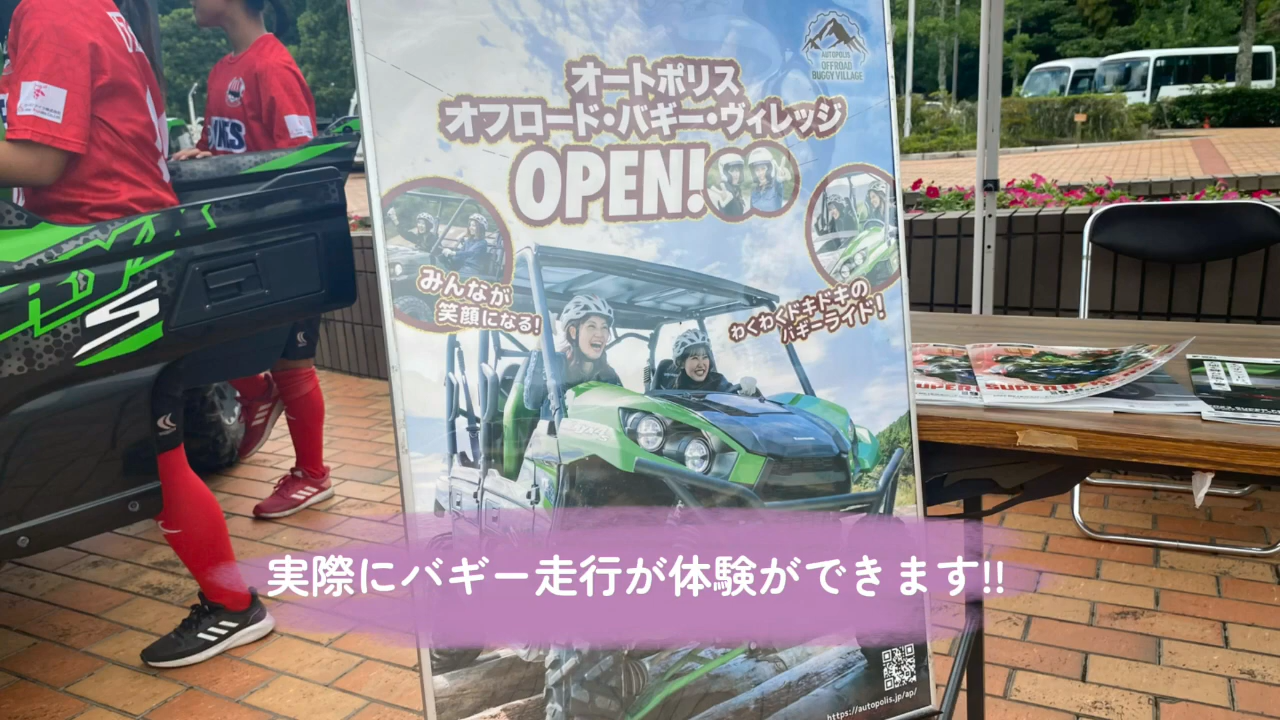 AUTOPOLIS
OFFROAD
BUGGY VILLAGE
オートポリス
オフロード・バギー・ヴィレッジ
OPEN!
みんなが
笑顔になる!
わくわくドキドキの
バギーライド!
Kawasaki
S
実際にバギー走行が体験ができます!!
https://autopolis.jp/ap/